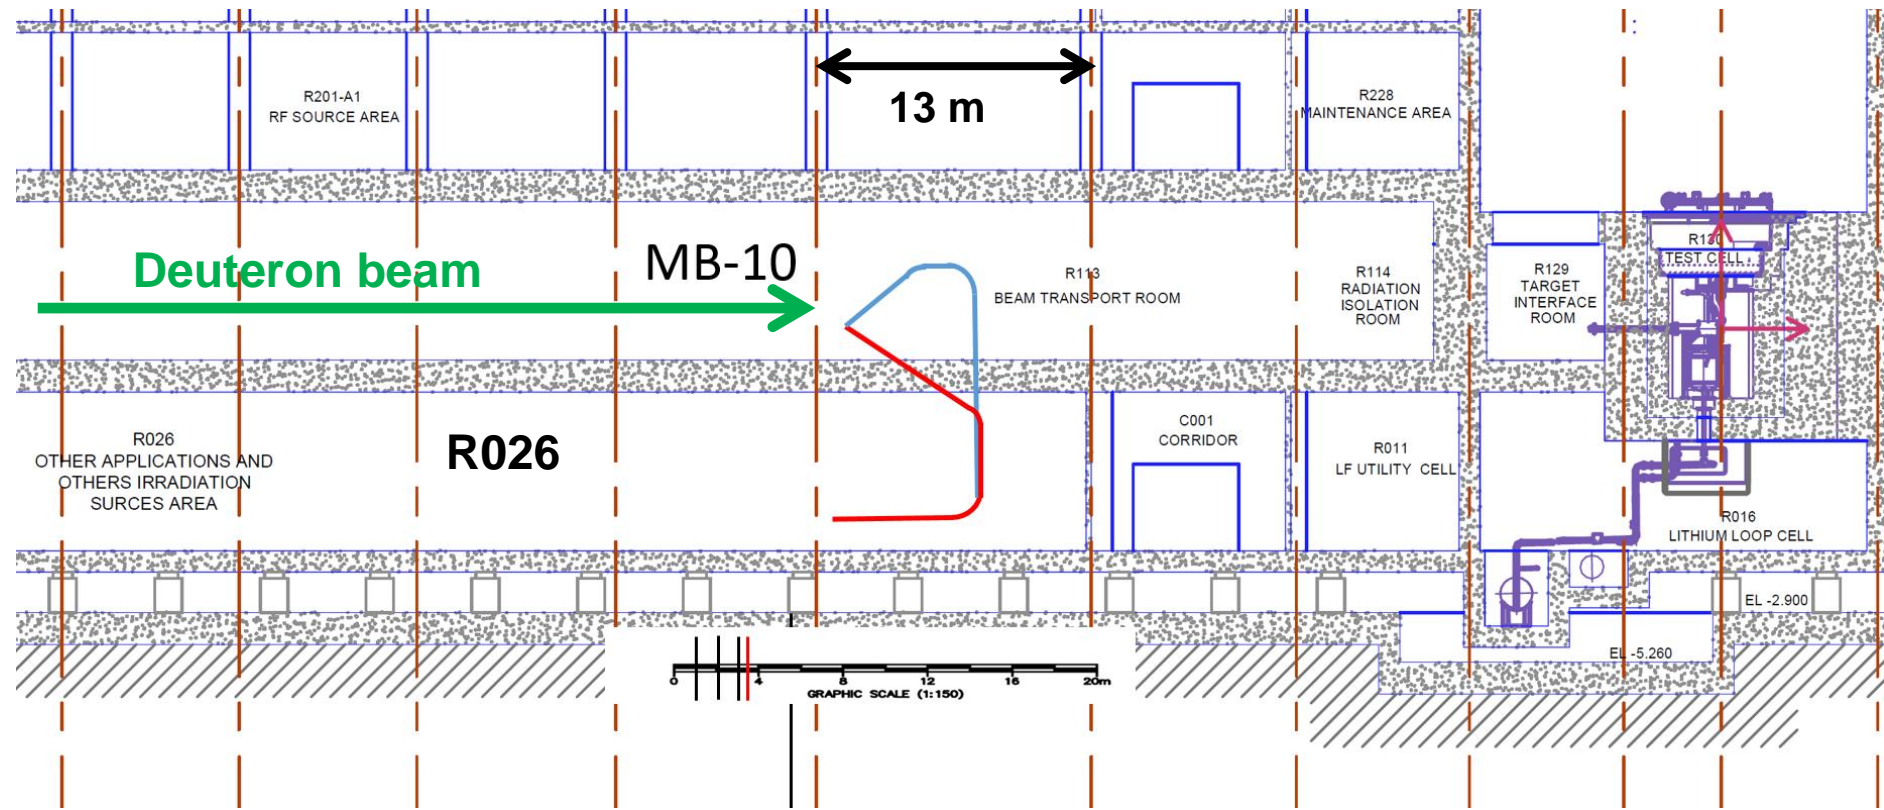 R201-A1
RF SOURCE AREA
13 m
R228
MAINTENANCE AREA
Deuteron beam
MB-10
R113
BEAM TRANSPORT ROOM
R114
RADIATION
ISOLATION
ROOM
R129
TARGET
INTERFACE
ROOM
R130
TEST CELL
R026
OTHER APPLICATIONS AND
OTHERS IRRADIATION
SURCES AREA
R026
C001
CORRIDOR
R011
LF UTILITY CELL
R016
LITHIUM LOOP CELL
EL -2.900
EL -5.260
0 4 8 12 16 20m
GRAPHIC SCALE (1:150)